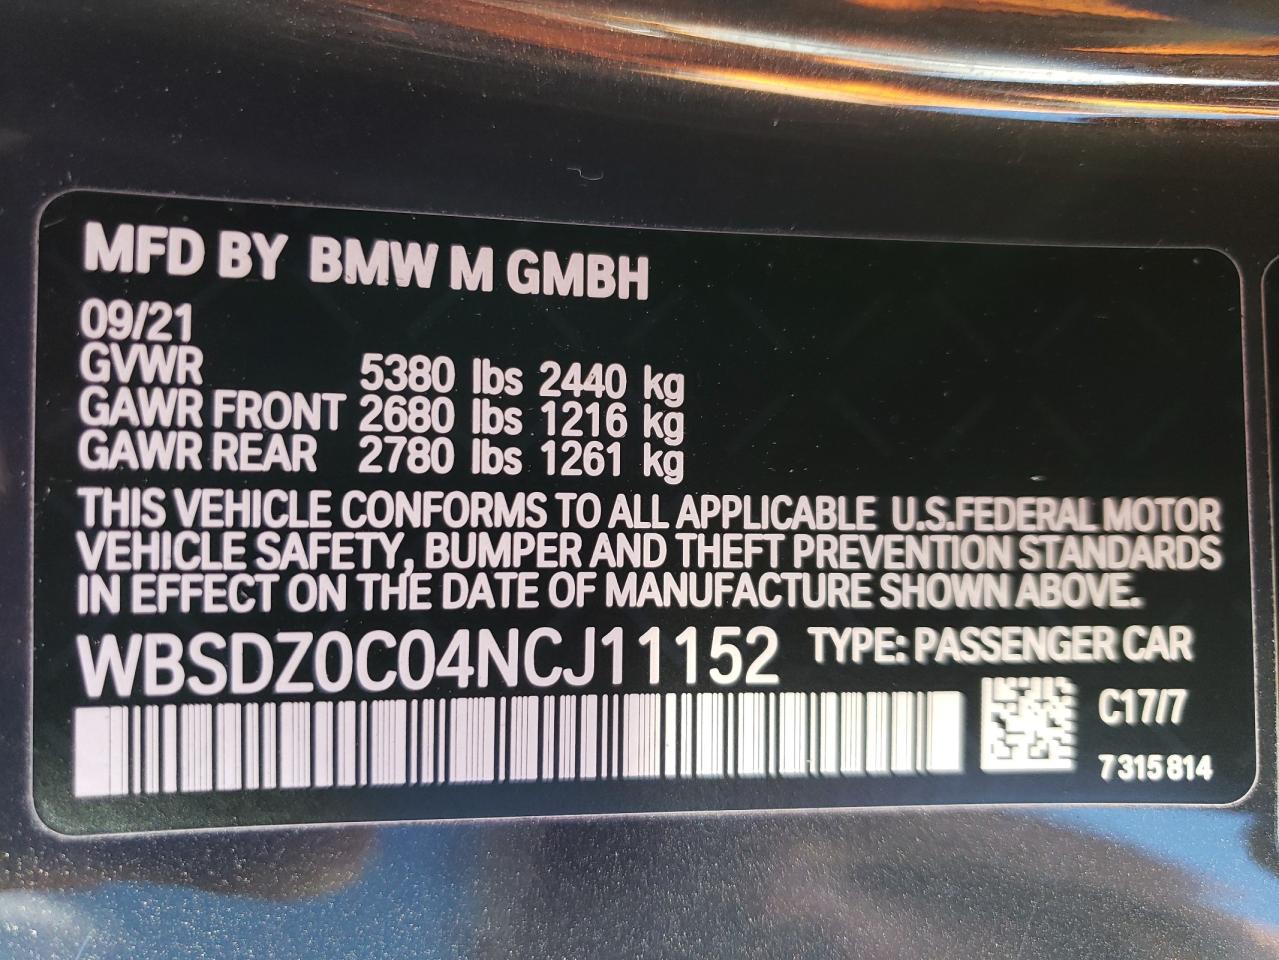 MFD BY BMW M GMBH
09/21
GVWR 5380 lbs 2440 kg
GAWR FRONT 2680 lbs 1216 kg
GAWR REAR 2780 lbs 1261 kg
THIS VEHICLE CONFORMS TO ALL APPLICABLE U.S.FEDERAL MOTOR
VEHICLE SAFETY, BUMPER AND THEFT PREVENTION STANDARDS
IN EFFECT ON THE DATE OF MANUFACTURE SHOWN ABOVE.
WBSDZ0C04NCJ11152 TYPE: PASSENGER CAR
C17/7
7 315 814